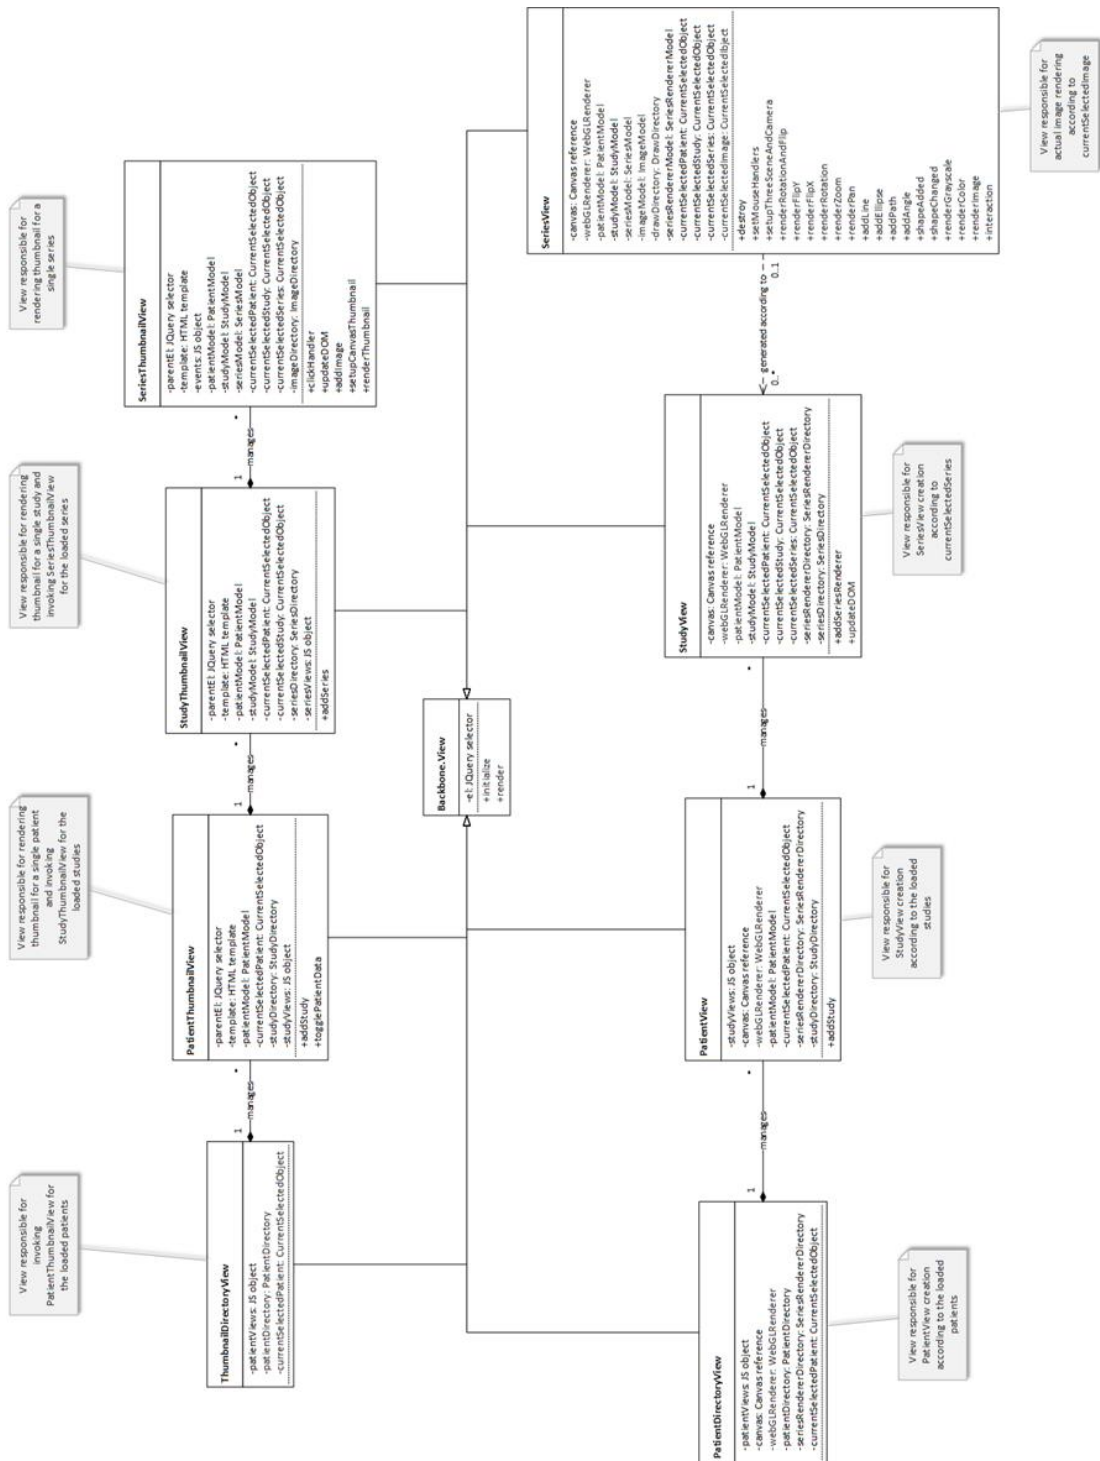 View responsible for
invoking
PatientThumbnailView for
the loaded patients
View responsible for rendering
thumbnail for a single patient
and invoking
StudyThumbnailView for the
loaded studies
View responsible for rendering
thumbnail for a single study and
invoking SeriesThumbnailView
for the loaded series
View responsible for
rendering thumbnail for a
single series
ThumbnailDirectoryView
-patientViews: JS object
-patientDirectory: PatientDirectory
-currentSelectedPatient: CurrentSelectedObject
1
manages
*
PatientThumbnailView
-parentEl: JQuery selector
-template: HTML template
-patientModel: PatientModel
-currentSelectedPatient: CurrentSelectedObject
-studyDirectory: StudyDirectory
-studyViews: JS object
+addStudy
+togglePatientData
1
manages
*
StudyThumbnailView
-parentEl: JQuery selector
-template: HTML template
-patientModel: PatientModel
-studyModel: StudyModel
-currentSelectedPatient: CurrentSelectedObject
-currentSelectedStudy: CurrentSelectedObject
-seriesDirectory: SeriesDirectory
-seriesViews: JS object
+addSeries
1
manages
*
SeriesThumbnailView
-parentEl: JQuery selector
-template: HTML template
-events: JS object
-patientModel: PatientModel
-studyModel: StudyModel
-seriesModel: SeriesModel
-currentSelectedPatient: CurrentSelectedObject
-currentSelectedStudy: CurrentSelectedObject
-currentSelectedSeries: CurrentSelectedObject
-imageDirectory: ImageDirectory
+clickHandler
+updateDOM
+addImage
+setupCanvasThumbnail
+renderThumbnail
Backbone.View
-el: JQuery selector
+initialize
+render
PatientDirectoryView
-patientViews: JS object
-canvas: Canvas reference
-webGLRenderer: WebGLRenderer
-patientDirectory: PatientDirectory
-seriesRendererDirectory: SeriesRendererDirectory
-currentSelectedPatient: CurrentSelectedObject
1
manages
*
PatientView
-studyViews: JS object
-canvas: Canvas reference
-webGLRenderer: WebGLRenderer
-patientModel: PatientModel
-currentSelectedPatient: CurrentSelectedObject
-seriesRendererDirectory: SeriesRendererDirectory
-studyDirectory: StudyDirectory
+addStudy
1
manages
*
StudyView
-canvas: Canvas reference
-webGLRenderer: WebGLRenderer
-patientModel: PatientModel
-studyModel: StudyModel
-currentSelectedPatient: CurrentSelectedObject
-currentSelectedStudy: CurrentSelectedObject
-currentSelectedSeries: CurrentSelectedObject
-seriesRendererDirectory: SeriesRendererDirectory
-seriesDirectory: SeriesDirectory
+addSeriesRenderer
+updateDOM
0..*
generated according to
0..1
SeriesView
-canvas: Canvas reference
-webGLRenderer: WebGLRenderer
-patientModel: PatientModel
-studyModel: StudyModel
-seriesModel: SeriesModel
-imageModel: ImageModel
-drawDirectory: DrawDirectory
-seriesRendererModel: SeriesRendererModel
-currentSelectedPatient: CurrentSelectedObject
-currentSelectedStudy: CurrentSelectedObject
-currentSelectedSeries: CurrentSelectedObject
-currentSelectedImage: CurrentSelectedObject
+destroy
+setMouseHandlers
+setupThreeSceneAndCamera
+renderRotationAndFlip
+renderFlipY
+renderFlipX
+renderRotation
+renderZoom
+renderPan
+addLine
+addEllipse
+addPath
+addAngle
+shapeAdded
+shapeChanged
+renderGrayscale
+renderColor
+renderImage
+interaction
View responsible for
PatientView creation
according to the loaded
patients
View responsible for
StudyView creation
according to the loaded
studies
View responsible for
SeriesView creation
according to
currentSelectedSeries
View responsible for
actual image rendering
according to
currentSelectedImage